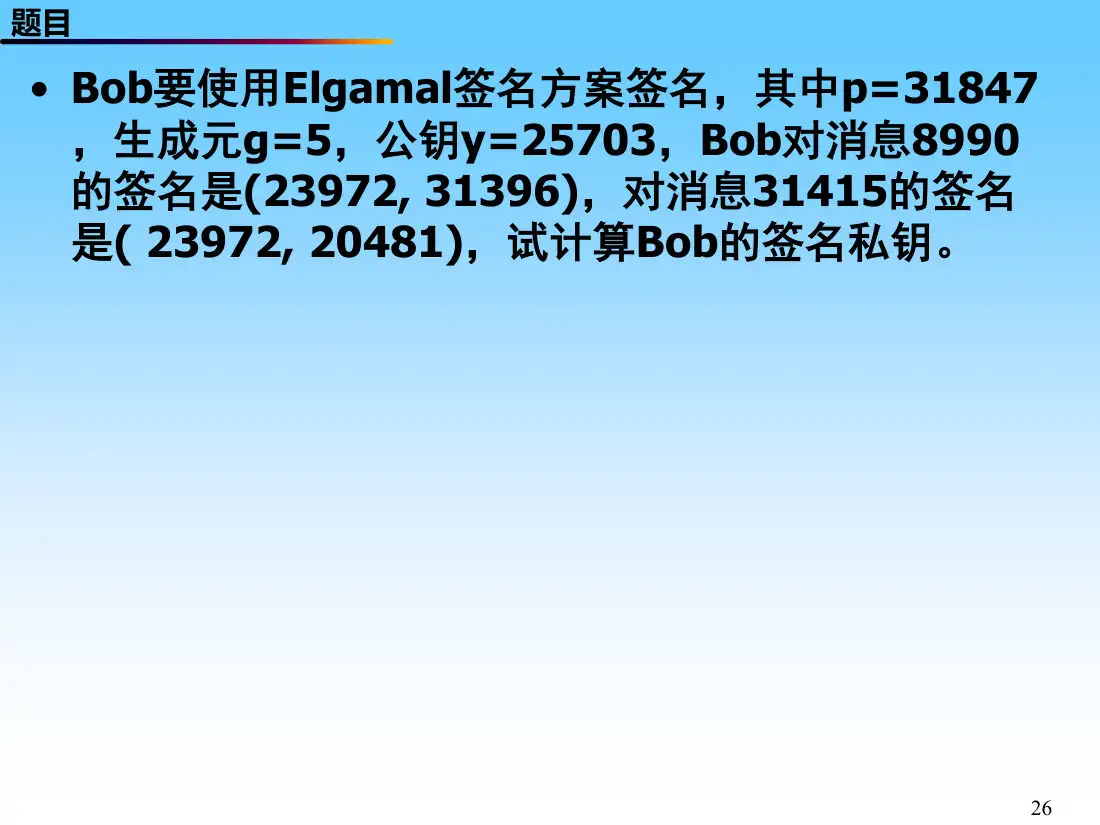 题目
• Bob要使用Elgamal签名方案签名，其中p=31847
，生成元g=5，公钥y=25703，Bob对消息8990
的签名是(23972, 31396)，对消息31415的签名
是( 23972, 20481)，试计算Bob的签名私钥。
26